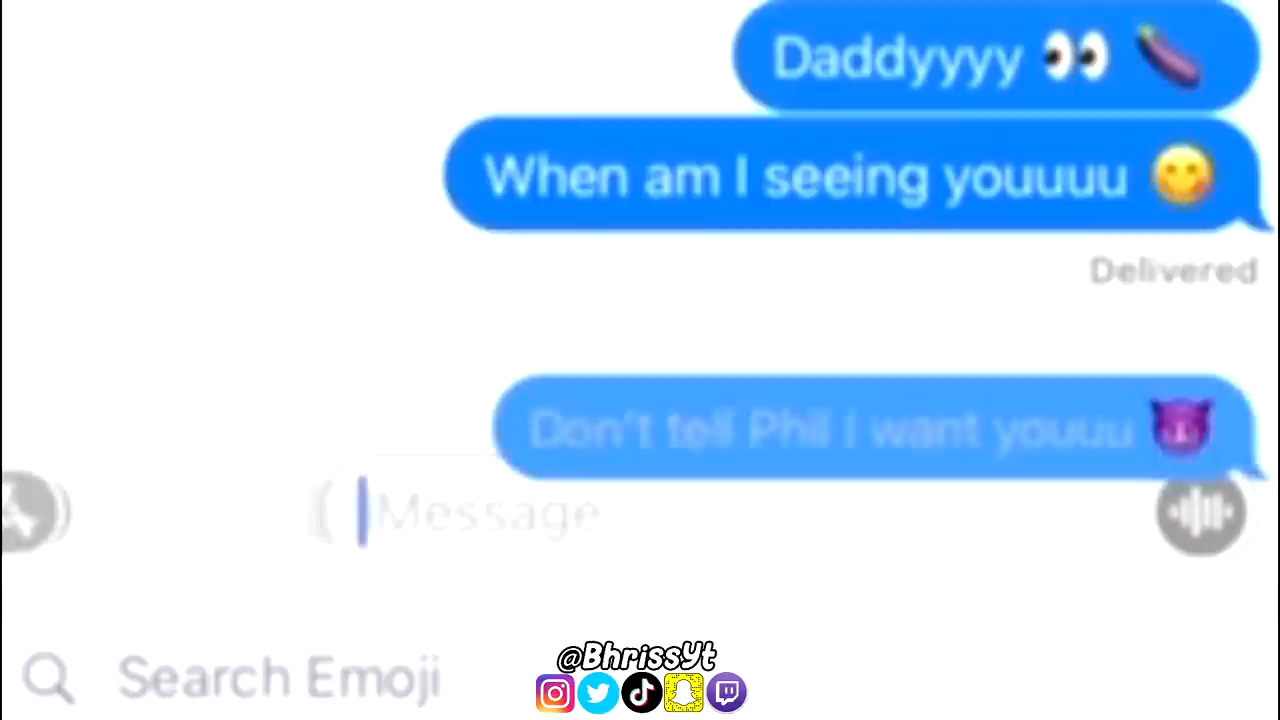 Daddyyyy 👀 🍆
When am I seeing youuuu 😋
Delivered
Don't tell Phil I want youuu 😈
Message
Search Emoji
@BhrissYt